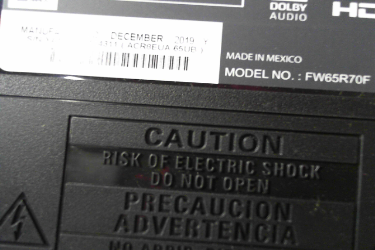 DOLBY
AUDIO
HD
DECEMBER 2019
MADE IN MEXICO
MODEL NO. : FW65R70F
CAUTION
RISK OF ELECTRIC SHOCK
DO NOT OPEN
PRECAUCION
ADVERTENCIA